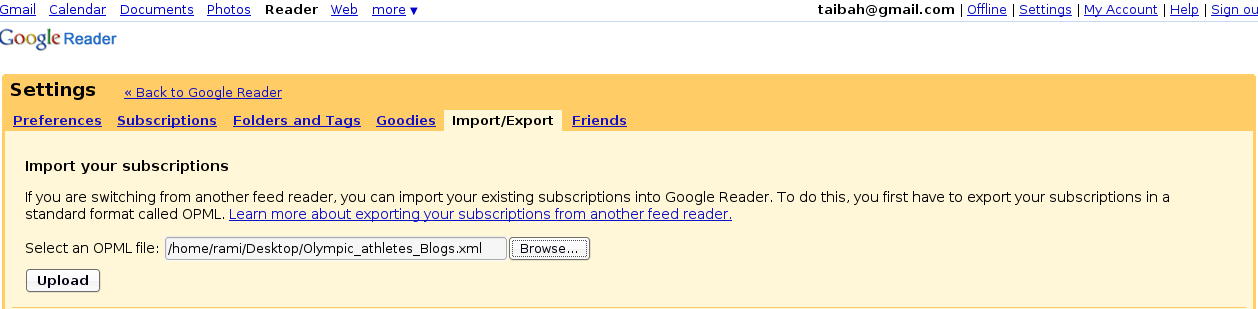 Gmail Calendar Documents Photos Reader Web more ▼ taibah@gmail.com | Offline | Settings | My Account | Help | Sign ou
Google Reader
Settings « Back to Google Reader
Preferences Subscriptions Folders and Tags Goodies Import/Export Friends
Import your subscriptions
If you are switching from another feed reader, you can import your existing subscriptions into Google Reader. To do this, you first have to export your subscriptions in a
standard format called OPML. Learn more about exporting your subscriptions from another feed reader.
Select an OPML file: /home/rami/Desktop/Olympic_athletes_Blogs.xml Browse...
Upload